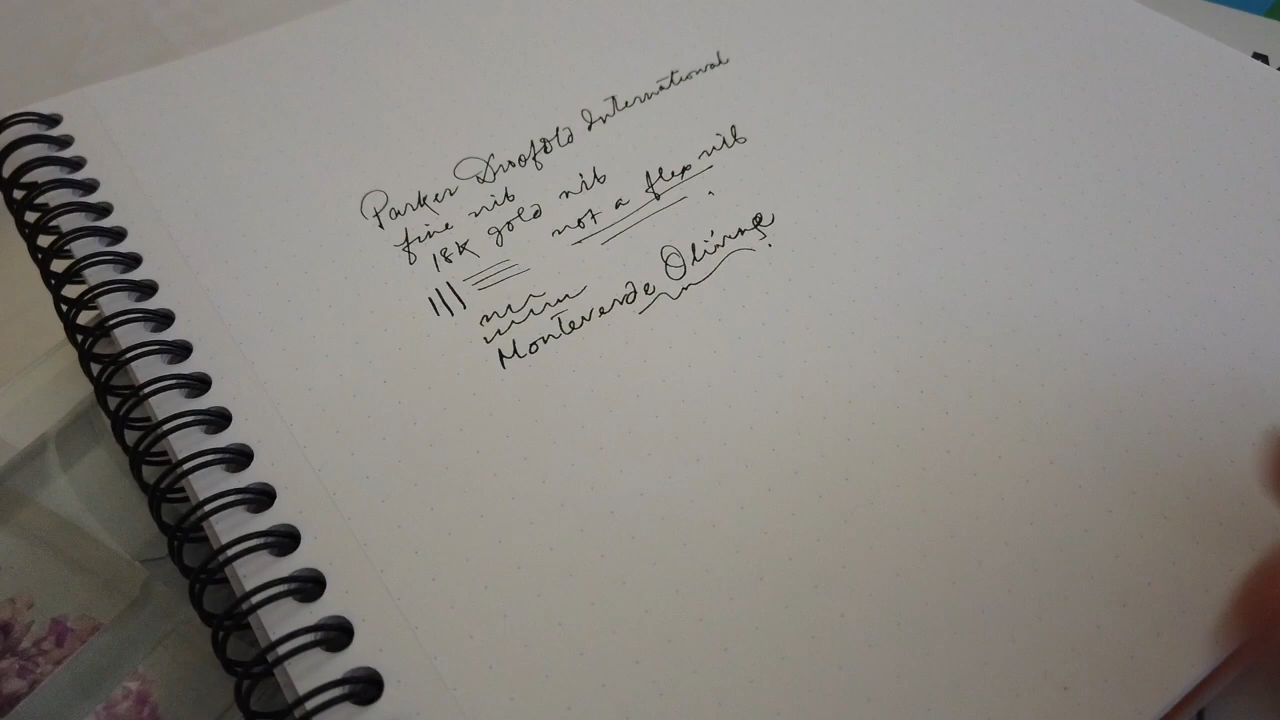 Parker Duofold International
fine nib
18K gold nib
not a flex nib
Monteverde Olivine